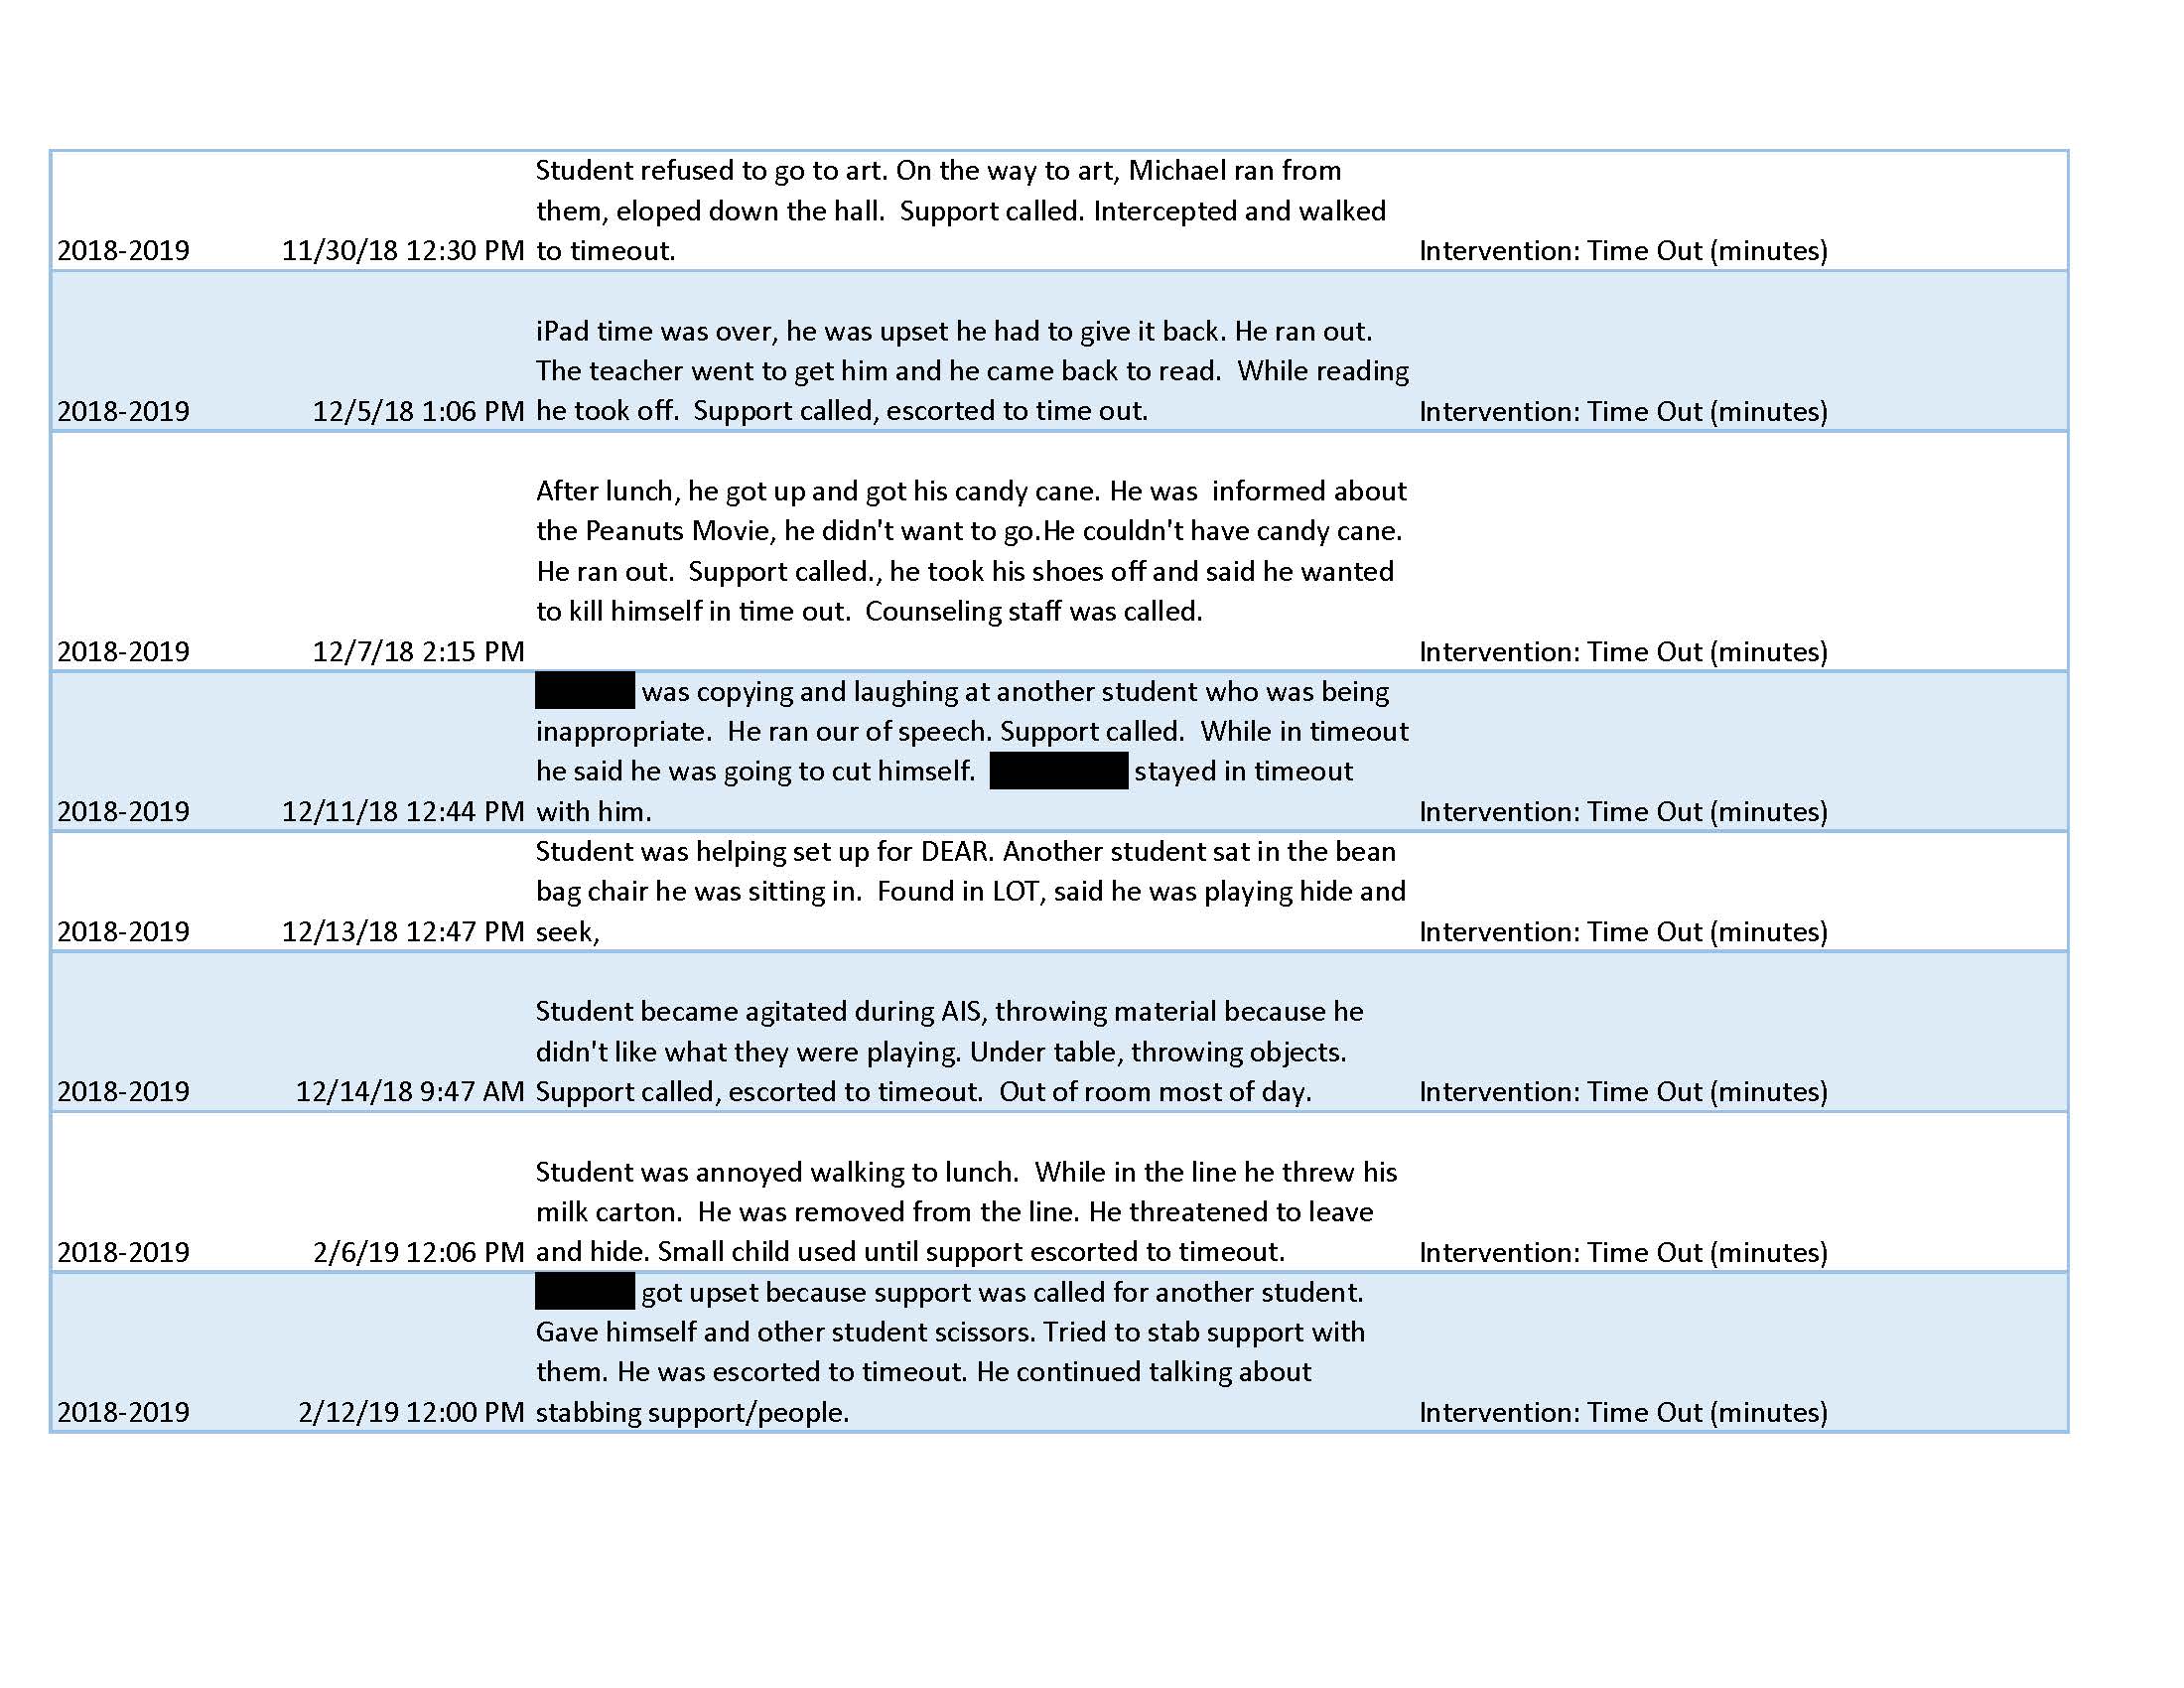 Student refused to go to art. On the way to art, Michael ran from
them, eloped down the hall.  Support called. Intercepted and walked
2018-2019 11/30/18 12:30 PM to timeout. Intervention: Time Out (minutes)
iPad time was over, he was upset he had to give it back. He ran out.
The teacher went to get him and he came back to read.  While reading
2018-2019 12/5/18 1:06 PM he took off.  Support called, escorted to time out. Intervention: Time Out (minutes)
After lunch, he got up and got his candy cane. He was  informed about
the Peanuts Movie, he didn't want to go.He couldn't have candy cane.
He ran out.  Support called., he took his shoes off and said he wanted
to kill himself in time out.  Counseling staff was called.
2018-2019 12/7/18 2:15 PM Intervention: Time Out (minutes)
was copying and laughing at another student who was being
inappropriate.  He ran our of speech. Support called.  While in timeout
he said he was going to cut himself. stayed in timeout
2018-2019 12/11/18 12:44 PM with him. Intervention: Time Out (minutes)
Student was helping set up for DEAR. Another student sat in the bean
bag chair he was sitting in.  Found in LOT, said he was playing hide and
2018-2019 12/13/18 12:47 PM seek, Intervention: Time Out (minutes)
Student became agitated during AIS, throwing material because he
didn't like what they were playing. Under table, throwing objects.
2018-2019 12/14/18 9:47 AM Support called, escorted to timeout.  Out of room most of day. Intervention: Time Out (minutes)
Student was annoyed walking to lunch.  While in the line he threw his
milk carton.  He was removed from the line. He threatened to leave
2018-2019 2/6/19 12:06 PM and hide. Small child used until support escorted to timeout. Intervention: Time Out (minutes)
got upset because support was called for another student.
Gave himself and other student scissors. Tried to stab support with
them. He was escorted to timeout. He continued talking about
2018-2019 2/12/19 12:00 PM stabbing support/people. Intervention: Time Out (minutes)